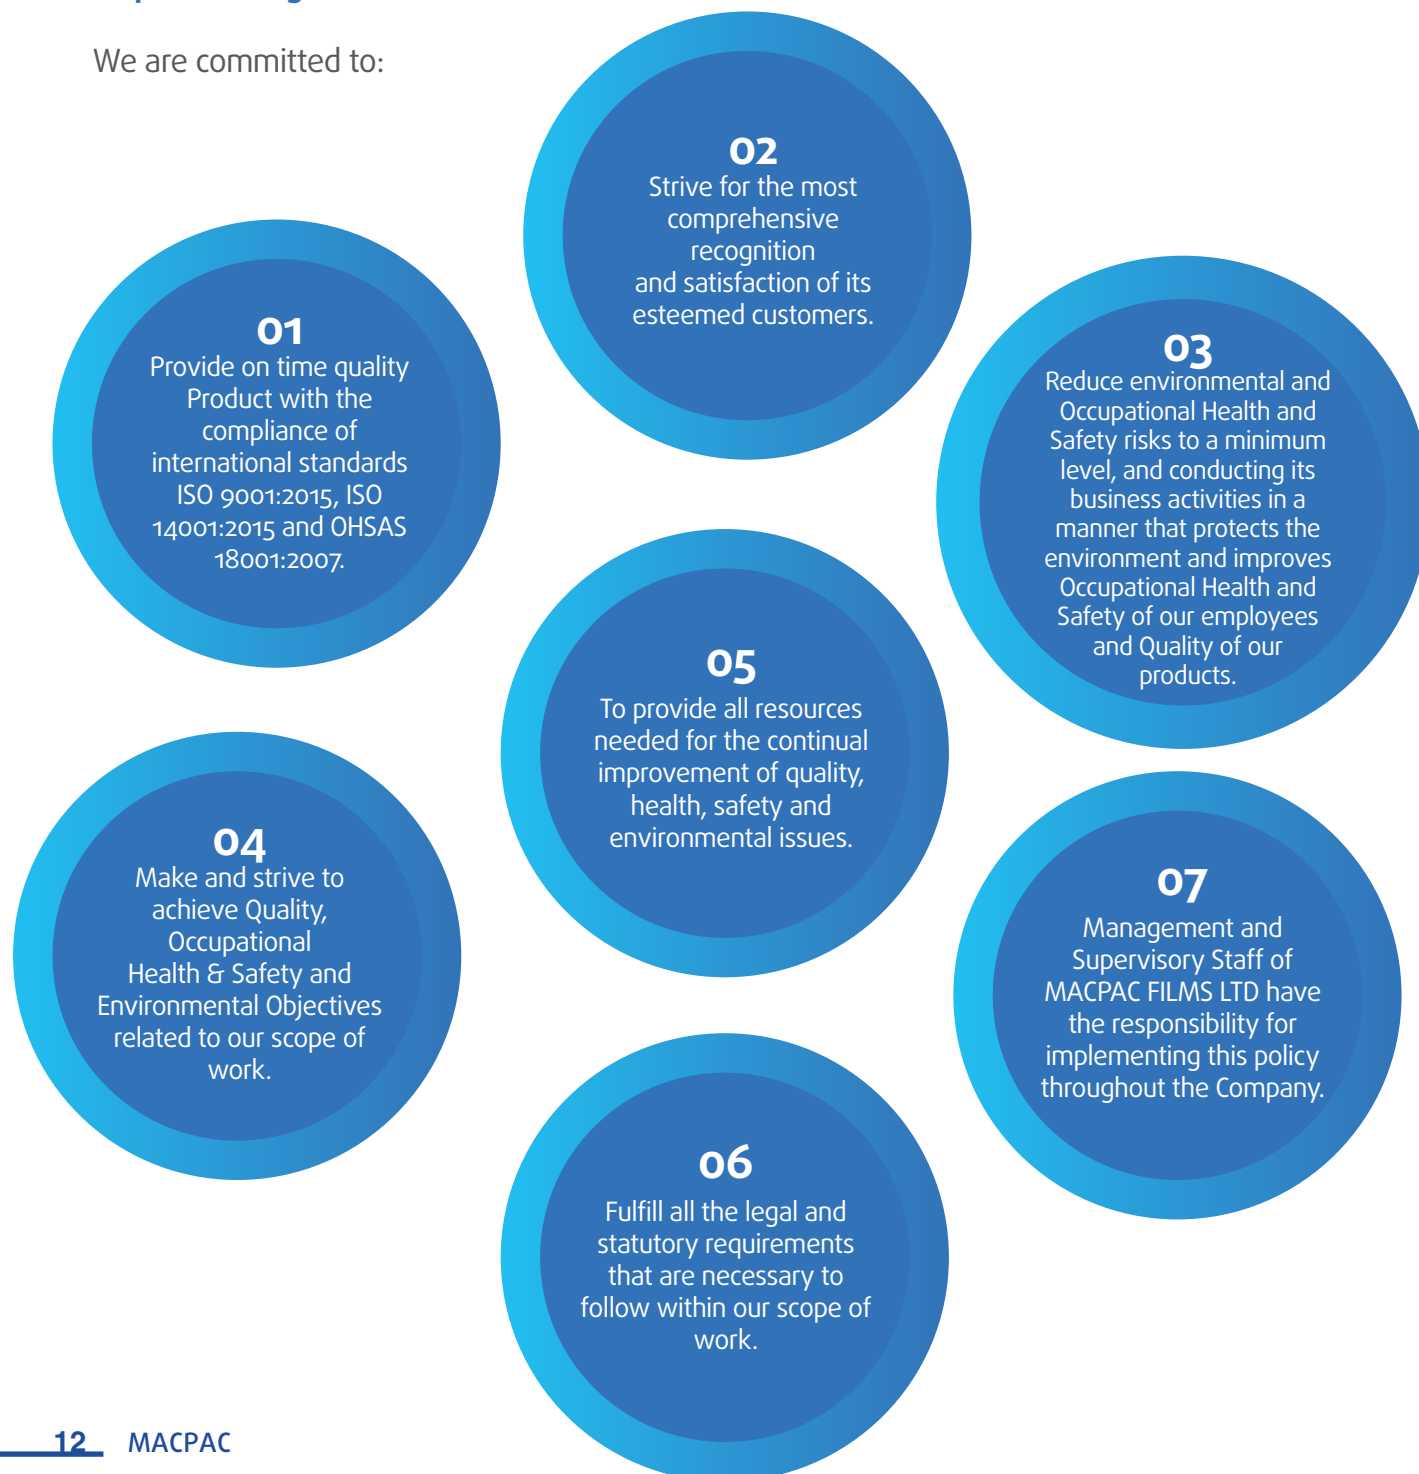 We are committed to:
01
Provide on time quality
Product with the
compliance of
international standards
ISO 9001:2015, ISO
14001:2015 and OHSAS
18001:2007.
02
Strive for the most
comprehensive
recognition
and satisfaction of its
esteemed customers.
03
Reduce environmental and
Occupational Health and
Safety risks to a minimum
level, and conducting its
business activities in a
manner that protects the
environment and improves
Occupational Health and
Safety of our employees
and Quality of our
products.
04
Make and strive to
achieve Quality,
Occupational
Health & Safety and
Environmental Objectives
related to our scope of
work.
05
To provide all resources
needed for the continual
improvement of quality,
health, safety and
environmental issues.
06
Fulfill all the legal and
statutory requirements
that are necessary to
follow within our scope of
work.
07
Management and
Supervisory Staff of
MACPAC FILMS LTD have
the responsibility for
implementing this policy
throughout the Company.
12 MACPAC